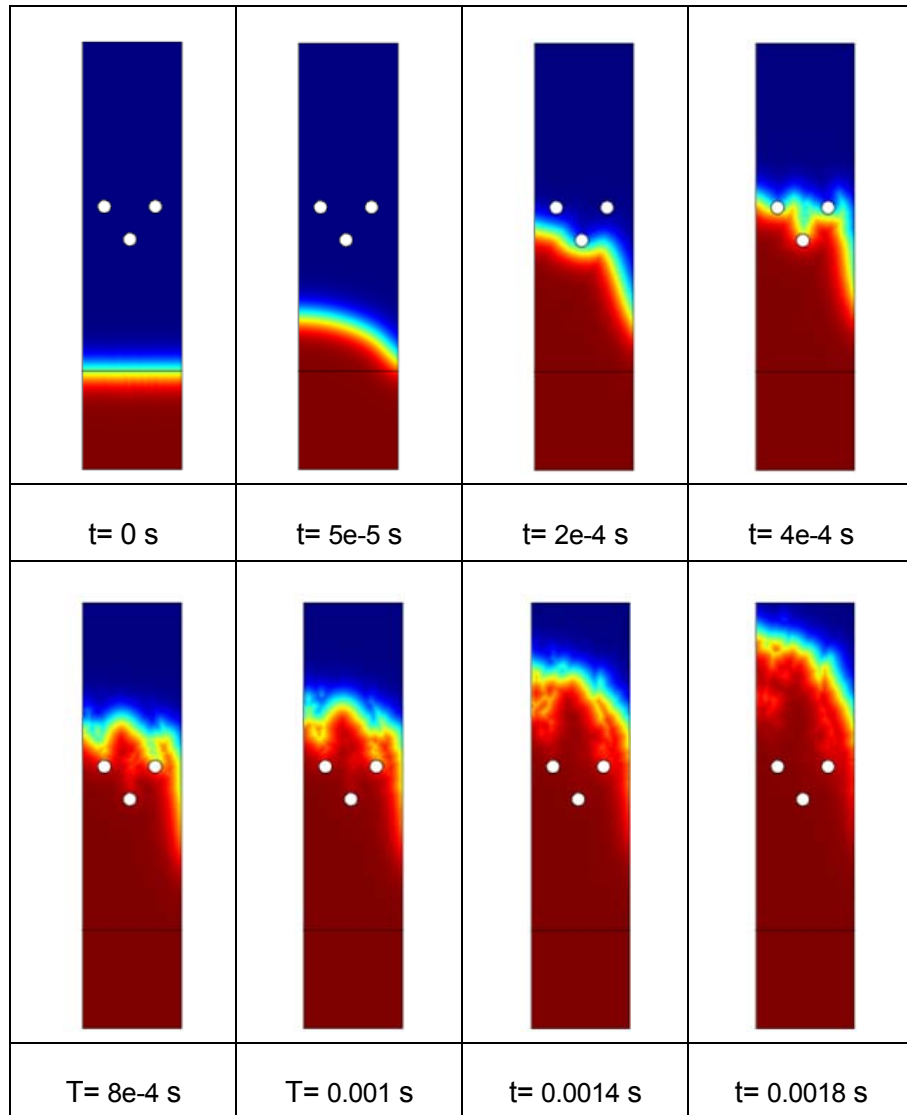 t= 0 s
t= 5e-5 s
t= 2e-4 s
t= 4e-4 s
T= 8e-4 s
T= 0.001 s
t= 0.0014 s
t= 0.0018 s